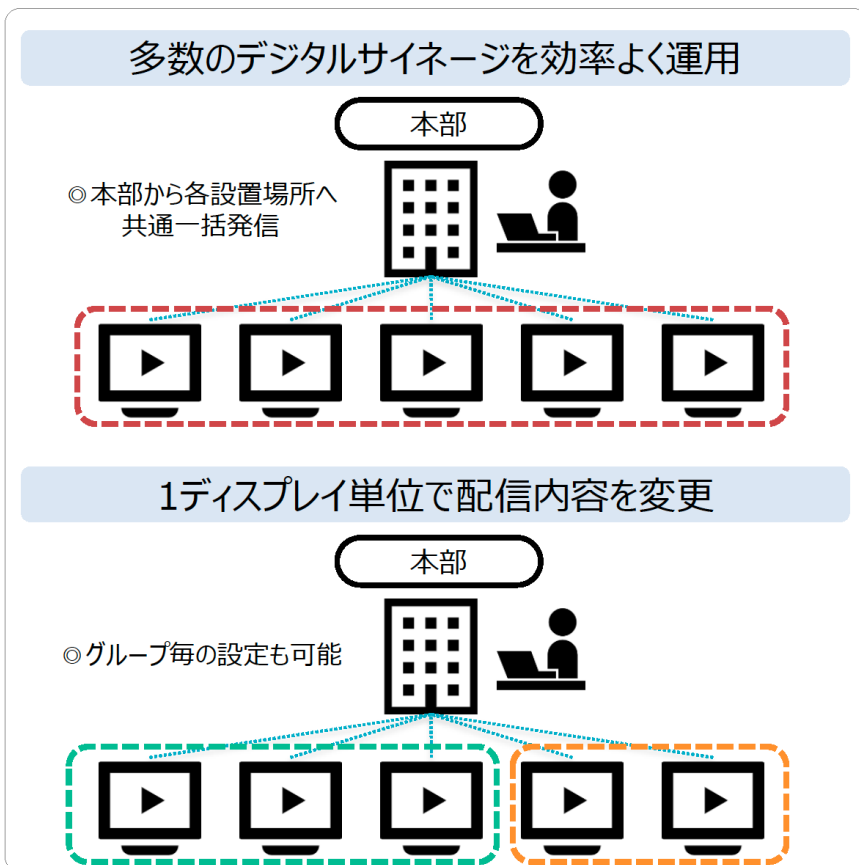 多数のデジタルサイネージを効率よく運用
本部
◎本部から各設置場所へ
共通一括発信
1ディスプレイ単位で配信内容を変更
本部
◎グループ毎の設定も可能